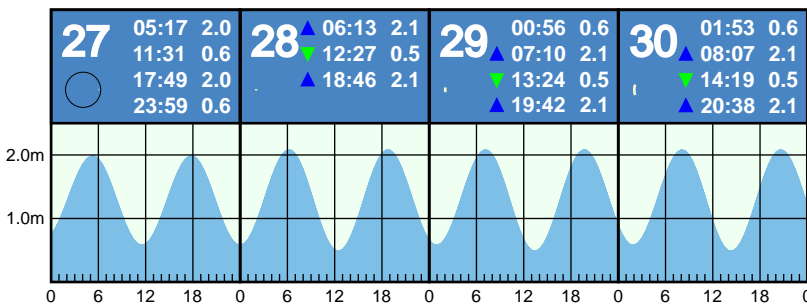 27
05:17 2.0
11:31 0.6
17:49 2.0
23:59 0.6
28
▲ 06:13 2.1
▼ 12:27 0.5
▲ 18:46 2.1
29
00:56 0.6
▲ 07:10 2.1
▼ 13:24 0.5
▲ 19:42 2.1
30
01:53 0.6
▲ 08:07 2.1
▼ 14:19 0.5
▲ 20:38 2.1
2.0m
1.0m
0 6 12 18 0 6 12 18 0 6 12 18 0 6 12 18 0